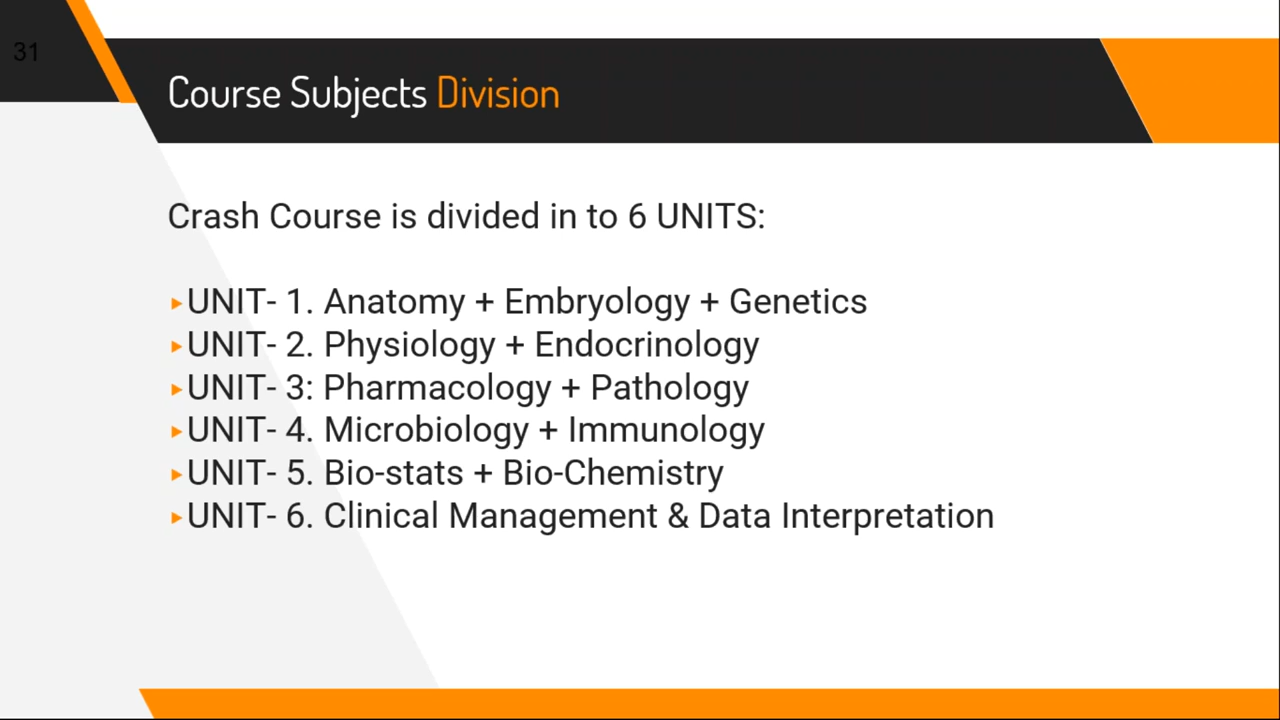 31
Course Subjects Division
Crash Course is divided in to 6 UNITS:
▸UNIT- 1. Anatomy + Embryology + Genetics
▸UNIT- 2. Physiology + Endocrinology
▸UNIT- 3: Pharmacology + Pathology
▸UNIT- 4. Microbiology + Immunology
▸UNIT- 5. Bio-stats + Bio-Chemistry
▸UNIT- 6. Clinical Management & Data Interpretation